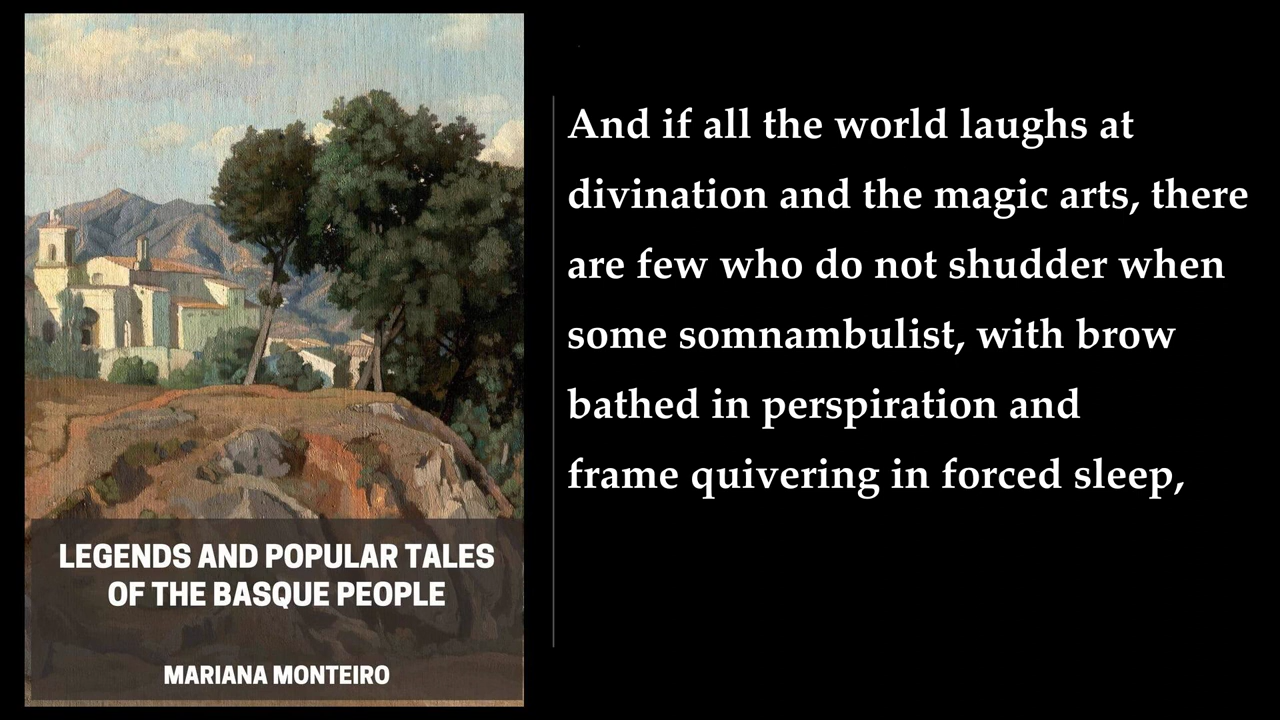 And if all the world laughs at
divination and the magic arts, there
are few who do not shudder when
some somnambulist, with brow
bathed in perspiration and
frame quivering in forced sleep,
LEGENDS AND POPULAR TALES
OF THE BASQUE PEOPLE
MARIANA MONTEIRO